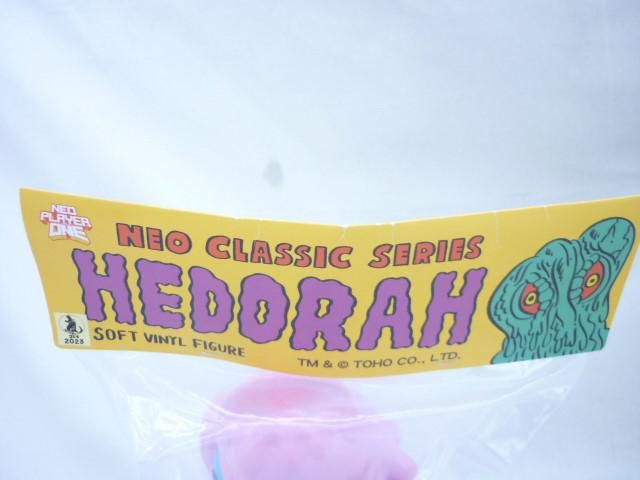 NEO
PLAYER
ONE
NEO CLASSIC SERIES
HEDORAH
SOFT VINYL FIGURE
2023
TM & © TOHO CO., LTD.